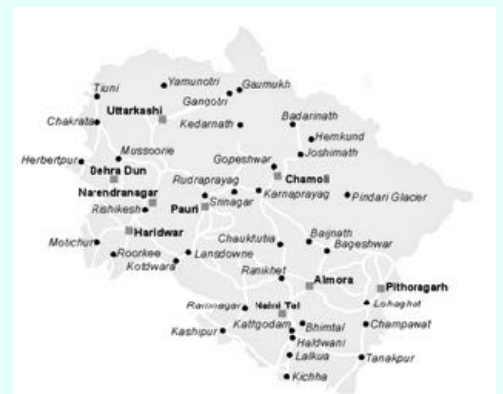 Tiuni
Yamunotri
Gaumukh
Gangotri
Uttarkashi
Badarinath
Chakrata
Kedarnath
Hemkund
Joshimath
Herbertpur
Mussoorie
Gopeshwar
Dehra Dun
Chamoli
Rudraprayag
Narendranagar
Karnaprayag
Pindari Glacier
Srinagar
Rishikesh
Pauri
Haridwar
Chaukhutia
Baijnath
Motichur
Bageshwar
Roorkee
Lansdowne
Kotdwara
Ranikhet
Almora
Pithoragarh
Lohaghat
Ramnagar
Naini Tal
Kashipur
Kathgodam
Bhimtal
Champawat
Haldwani
Lalkua
Tanakpur
Kichha